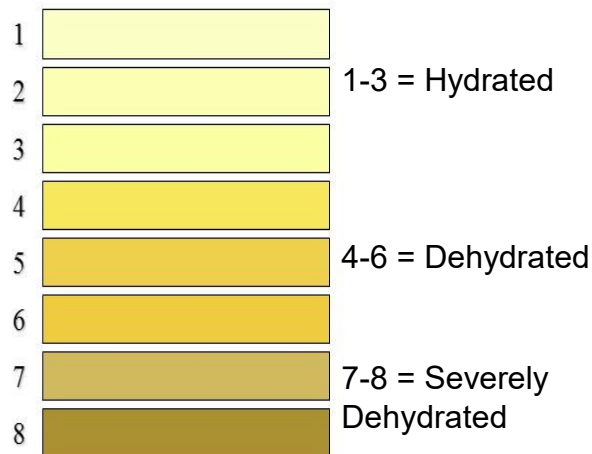 1
2
1-3 = Hydrated
3
4
5
4-6 = Dehydrated
6
7
7-8 = Severely
Dehydrated
8